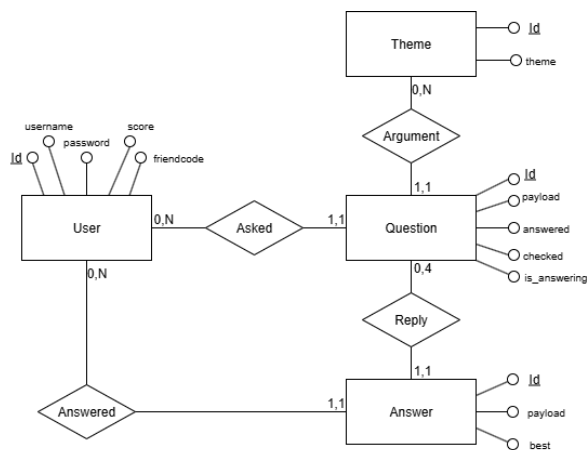 Theme
Id
theme
0,N
Argument
1,1
username
score
Id
password
friendcode
User
0,N
Asked
1,1
Question
Id
payload
answered
checked
is_answering
0,N
0,4
Reply
1,1
Answered
1,1
Answer
Id
payload
best